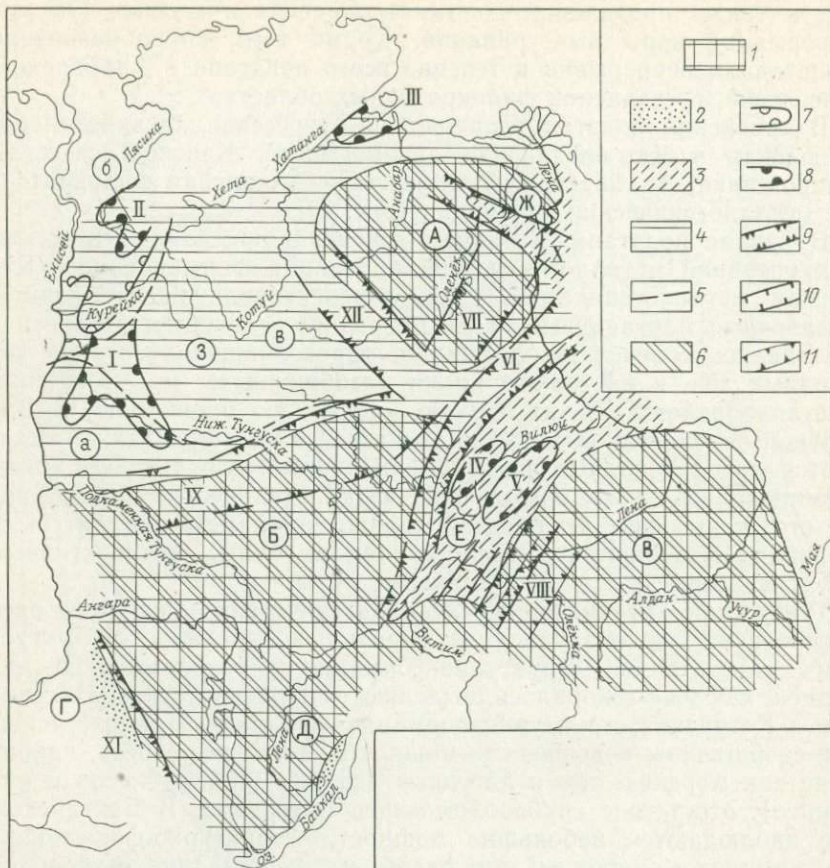 1
2
3
4
5
6
7
8
9
10
11
III
Хатанга
Пясина
б
Хета
II
Анабар
Лена
Ж
А
X
Енисей
Оленек
Курейка
Котуй
XII
VII
I
З
в
VI
Ниж. Тунгуска
Вилюй
а
IV
V
IX
Подкаменная Тунгуска
Б
Е
Лена
В
VIII
Мая
Ангара
Алдан
Учур
Витим
Олёкма
Г
XI
Лена
Д
оз. Байкал